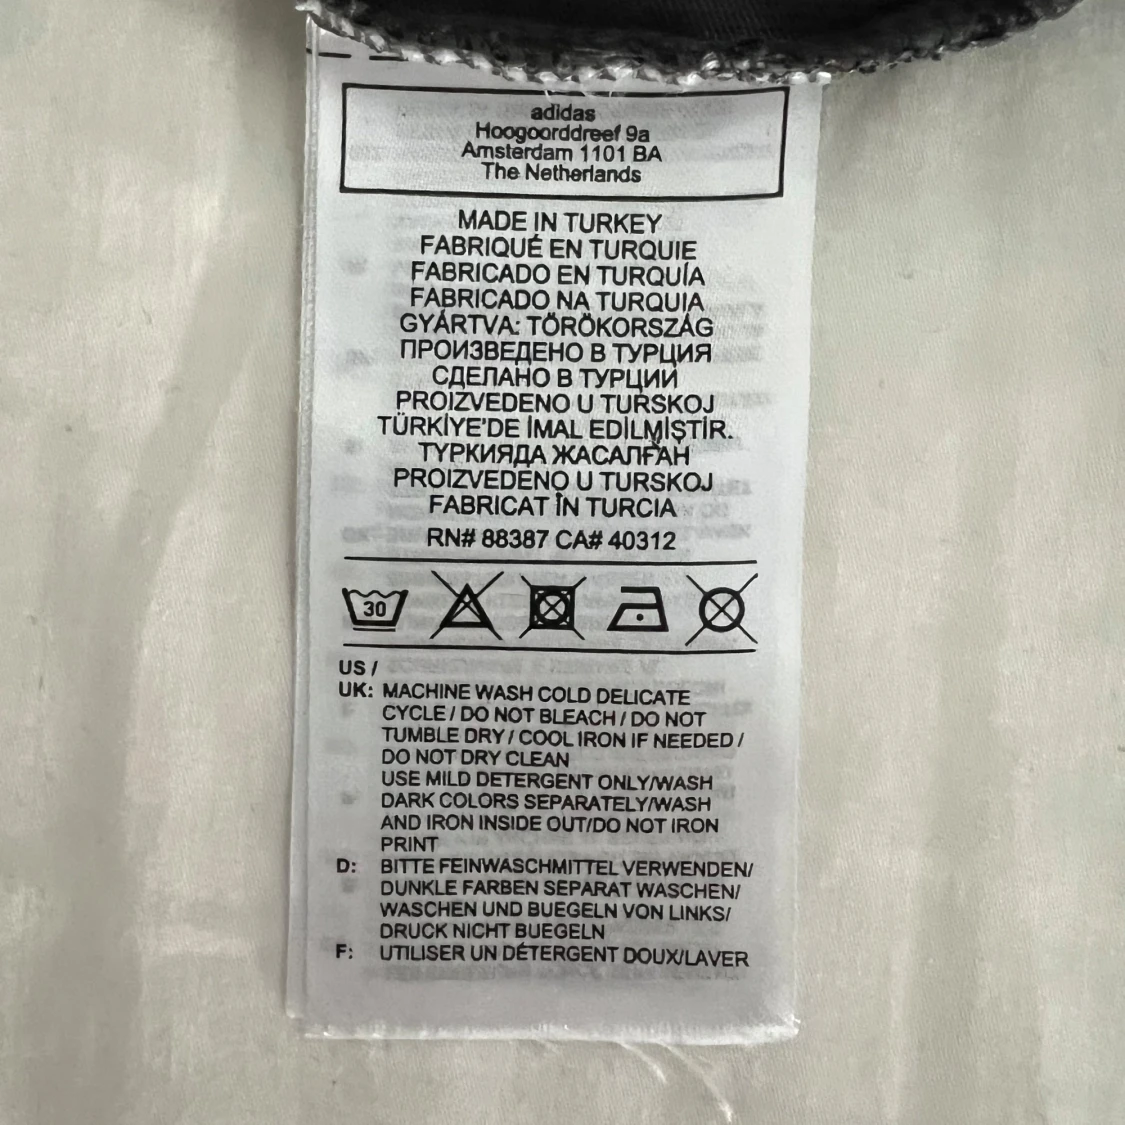 adidas
Hoogoorddreef 9a
Amsterdam 1101 BA
The Netherlands
MADE IN TURKEY
FABRIQUÉ EN TURQUIE
FABRICADO EN TURQUÍA
FABRICADO NA TURQUIA
GYÁRTVA: TÖRÖKORSZÁG
ПРОИЗВЕДЕНО В ТУРЦИЯ
СДЕЛАНО В ТУРЦИИ
PROIZVEDENO U TURSKOJ
TÜRKİYE'DE İMAL EDİLMİŞTİR.
ТУРКИЯДА ЖАСАЛҒАН
PROIZVEDENO U TURSKOJ
FABRICAT ÎN TURCIA
RN# 88387 CA# 40312
30
US /
UK: MACHINE WASH COLD DELICATE
CYCLE / DO NOT BLEACH / DO NOT
TUMBLE DRY / COOL IRON IF NEEDED /
DO NOT DRY CLEAN
USE MILD DETERGENT ONLY/WASH
DARK COLORS SEPARATELY/WASH
AND IRON INSIDE OUT/DO NOT IRON
PRINT
D: BITTE FEINWASCHMITTEL VERWENDEN/
DUNKLE FARBEN SEPARAT WASCHEN/
WASCHEN UND BUEGELN VON LINKS/
DRUCK NICHT BUEGELN
F: UTILISER UN DÉTERGENT DOUX/LAVER